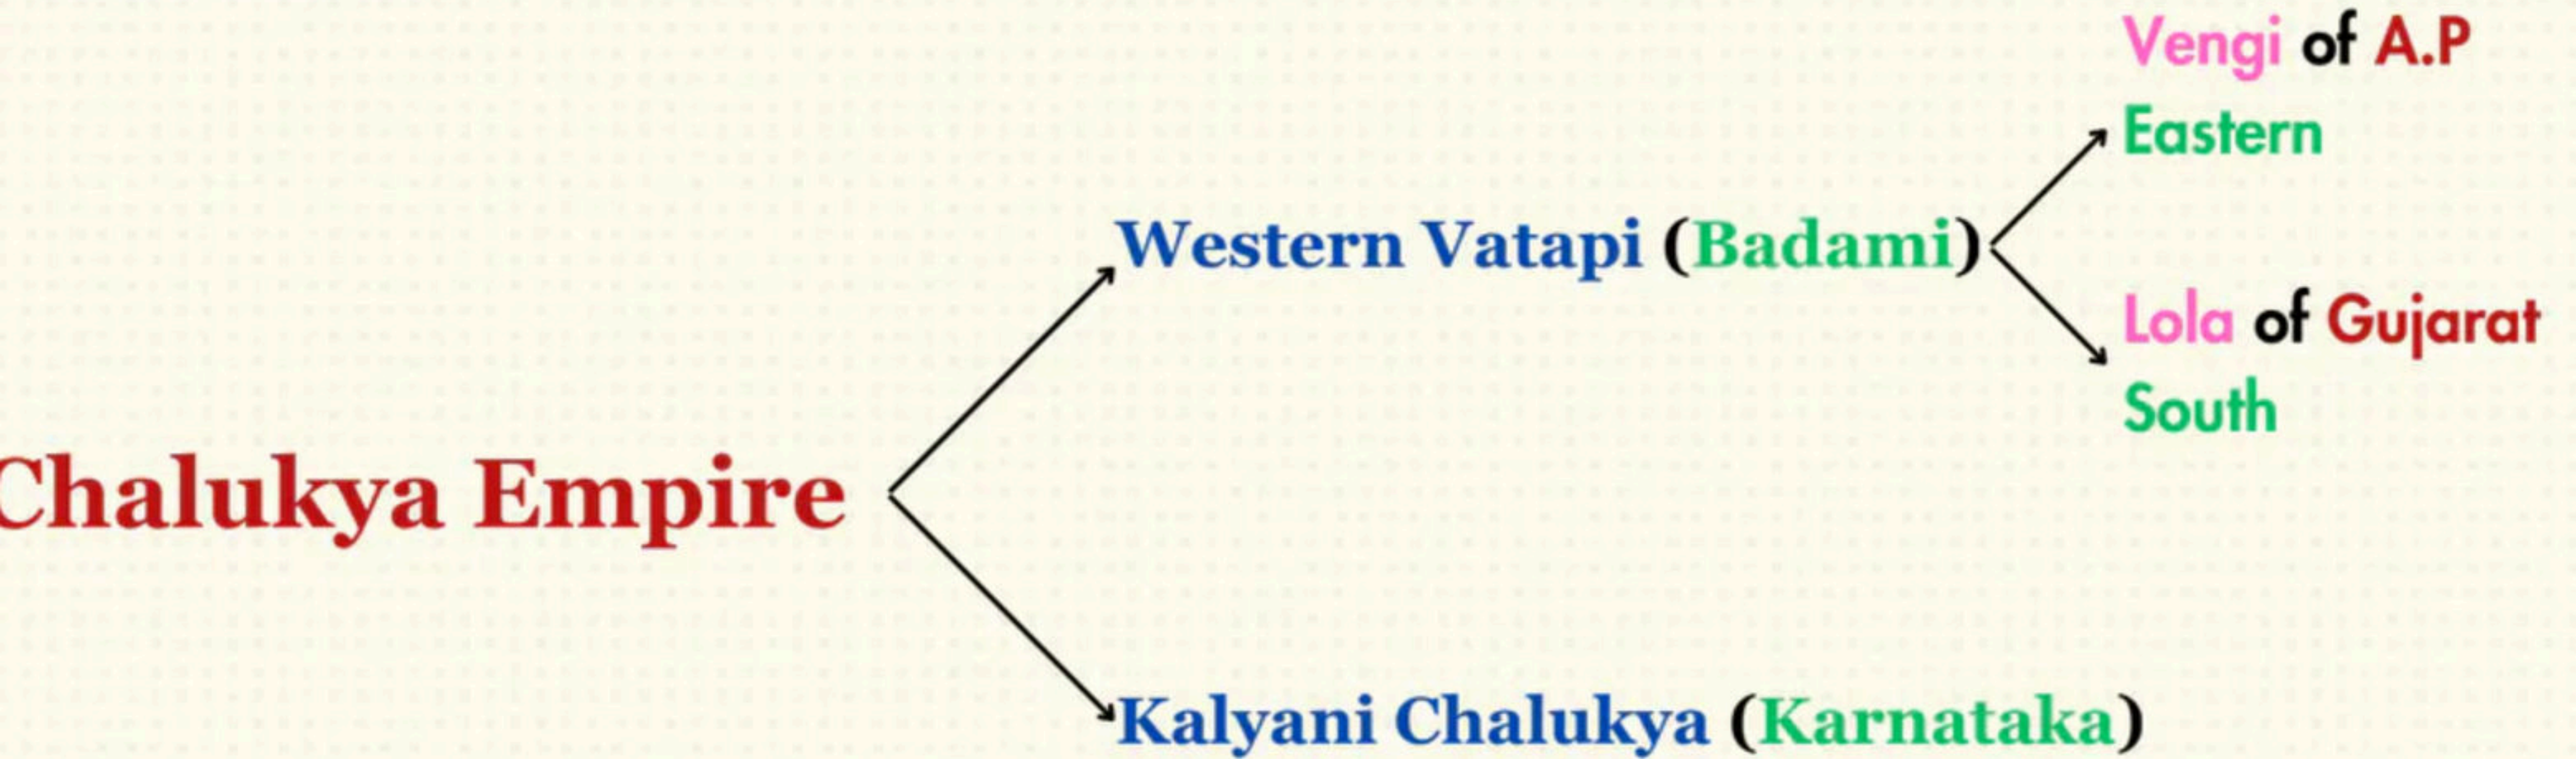 Vengi of A.P
Eastern
Western Vatapi (Badami)
Lola of Gujarat
South
Chalukya Empire
Kalyani Chalukya (Karnataka)